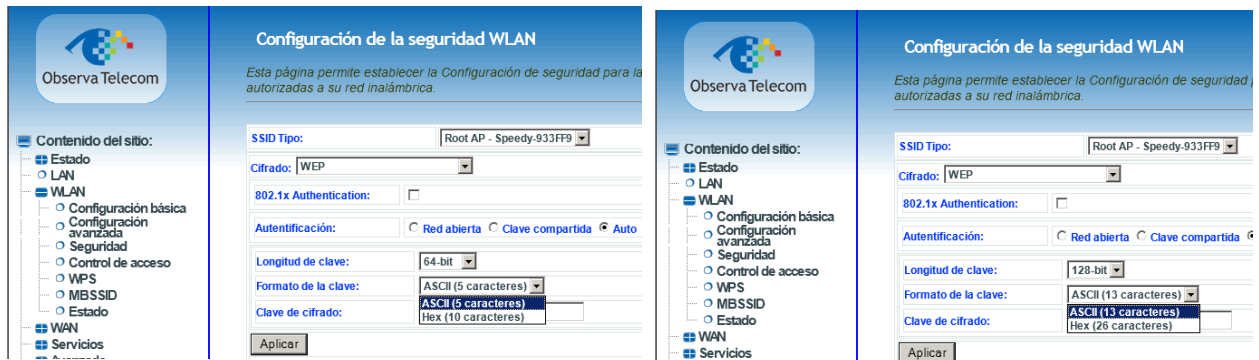 Observa Telecom
Contenido del sitio:
Estado
LAN
WLAN
Configuración básica
Configuración
avanzada
Seguridad
Control de acceso
WPS
MBSSID
Estado
WAN
Servicios
Configuración de la seguridad WLAN
Esta página permite establecer la Configuración de seguridad para la
autorizadas a su red inalámbrica.
SSID Tipo: Root AP - Speedy-933FF9
Cifrado: WEP
802.1x Authentication:
Autentificación: Red abierta Clave compartida Auto
Longitud de clave: 64-bit
Formato de la clave: ASCII (5 caracteres)
ASCII (5 caracteres)
Hex (10 caracteres)
Clave de cifrado:
Aplicar
Observa Telecom
Contenido del sitio:
Estado
LAN
WLAN
Configuración básica
Configuración
avanzada
Seguridad
Control de acceso
WPS
MBSSID
Estado
WAN
Servicios
Configuración de la seguridad WLAN
Esta página permite establecer la Configuración de seguridad
autorizadas a su red inalámbrica.
SSID Tipo: Root AP - Speedy-933FF9
Cifrado: WEP
802.1x Authentication:
Autentificación: Red abierta Clave compartida
Longitud de clave: 128-bit
Formato de la clave: ASCII (13 caracteres)
ASCII (13 caracteres)
Hex (26 caracteres)
Clave de cifrado:
Aplicar